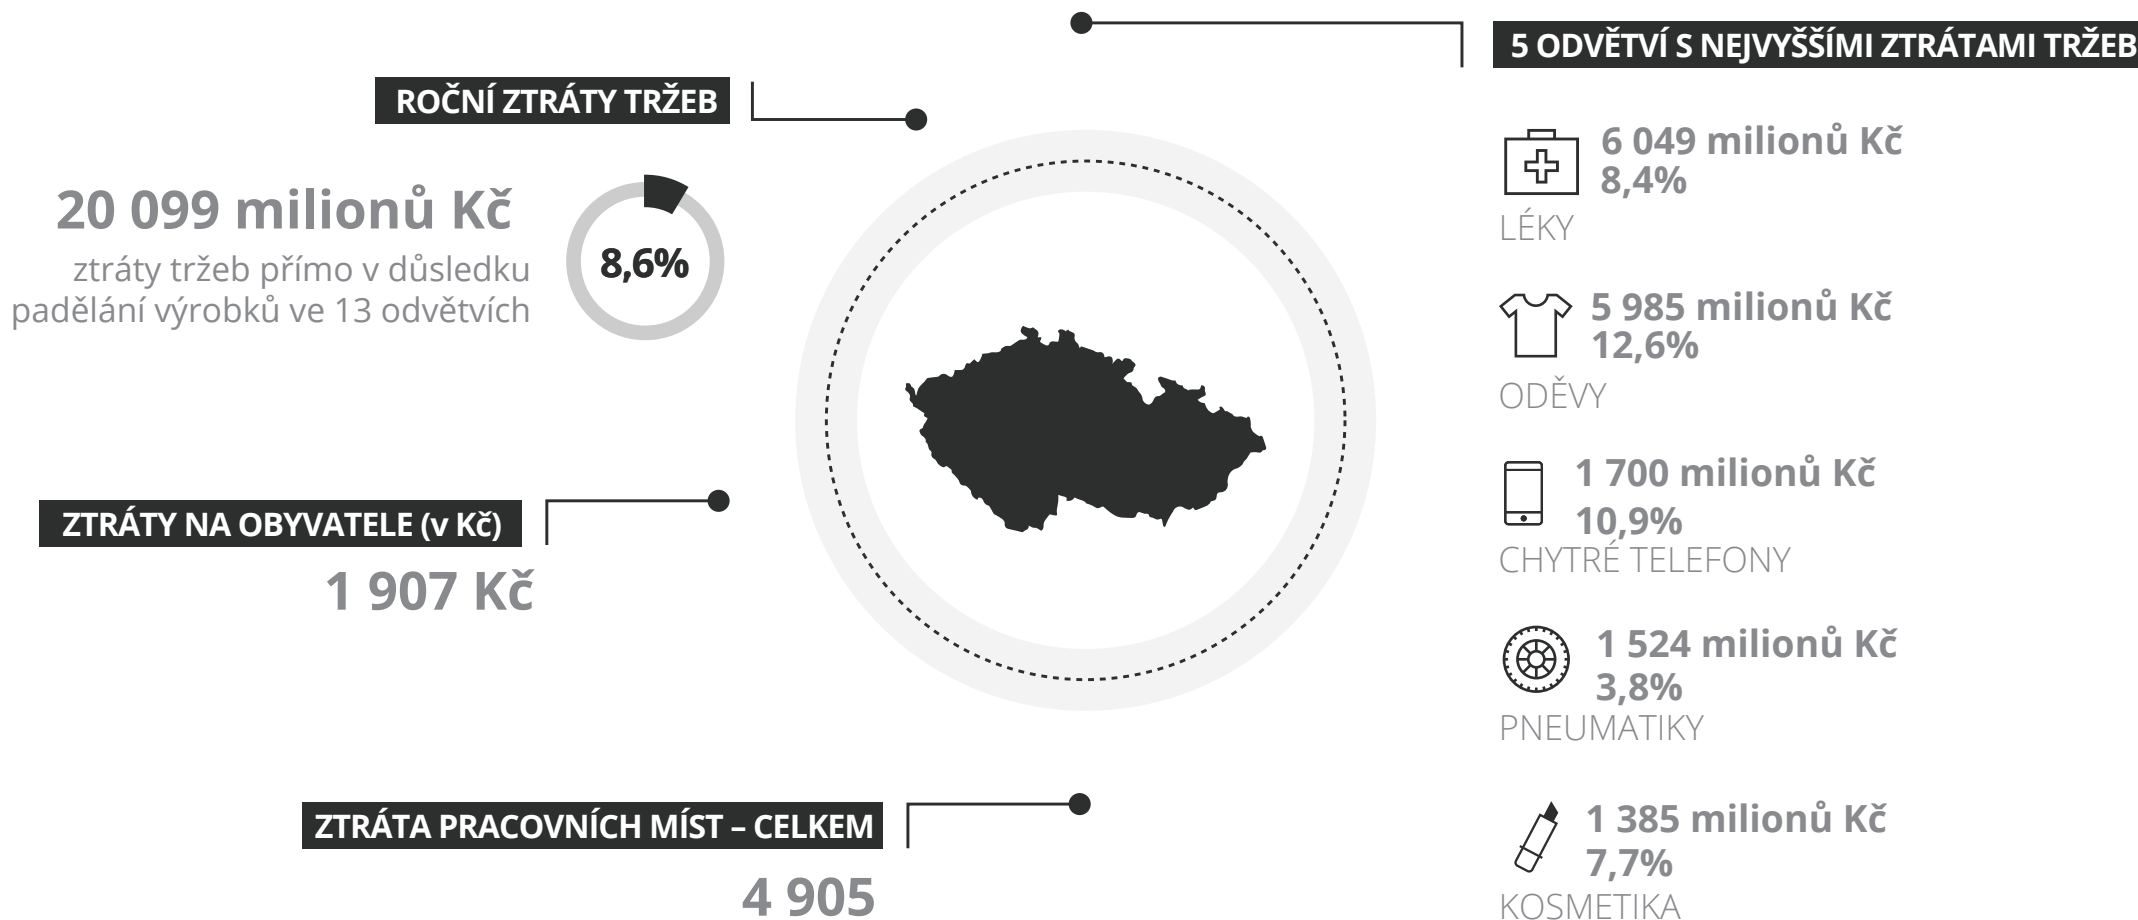 ROČNÍ ZTRÁTY TRŽEB
20 099 milionů Kč
ztráty tržeb přímo v důsledku
padělání výrobků ve 13 odvětvích
8,6%
ZTRÁTY NA OBYVATELE (v Kč)
1 907 Kč
ZTRÁTA PRACOVNÍCH MÍST – CELKEM
4 905
5 ODVĚTVÍ S NEJVYŠŠÍMI ZTRÁTAMI TRŽEB
6 049 milionů Kč
8,4%
LÉKY
5 985 milionů Kč
12,6%
ODĚVY
1 700 milionů Kč
10,9%
CHYTRÉ TELEFONY
1 524 milionů Kč
3,8%
PNEUMATIKY
1 385 milionů Kč
7,7%
KOSMETIKA